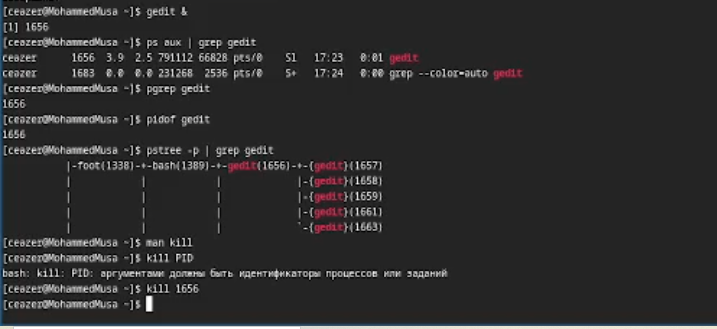 [ceazer@MohammedMusa ~]$ gedit &
[1] 1656
[ceazer@MohammedMusa ~]$ ps aux | grep gedit
ceazer 1656 3.9 2.5 791112 66828 pts/0 Sl 17:23 0:01 gedit
ceazer 1683 0.0 0.0 231268 2536 pts/0 S+ 17:24 0:00 grep --color=auto gedit
[ceazer@MohammedMusa ~]$ pgrep gedit
1656
[ceazer@MohammedMusa ~]$ pidof gedit
1656
[ceazer@MohammedMusa ~]$ pstree -p | grep gedit
|-foot(1338)-+-bash(1389)-+-gedit(1656)-+-{gedit}(1657)
| | | |-{gedit}(1658)
| | | |-{gedit}(1659)
| | | |-{gedit}(1661)
| | | `-{gedit}(1663)
[ceazer@MohammedMusa ~]$ man kill
[ceazer@MohammedMusa ~]$ kill PID
bash: kill: PID: аргументами должны быть идентификаторы процессов или заданий
[ceazer@MohammedMusa ~]$ kill 1656
[ceazer@MohammedMusa ~]$